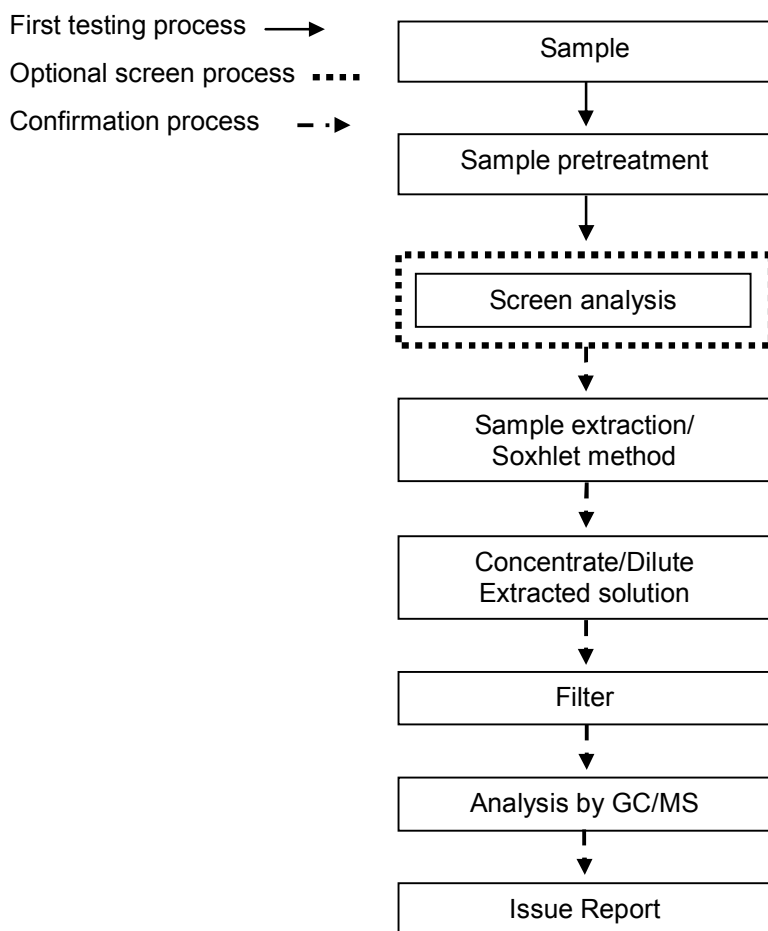 First testing process
Optional screen process
Confirmation process
Sample
Sample pretreatment
Screen analysis
Sample extraction/
Soxhlet method
Concentrate/Dilute
Extracted solution
Filter
Analysis by GC/MS
Issue Report